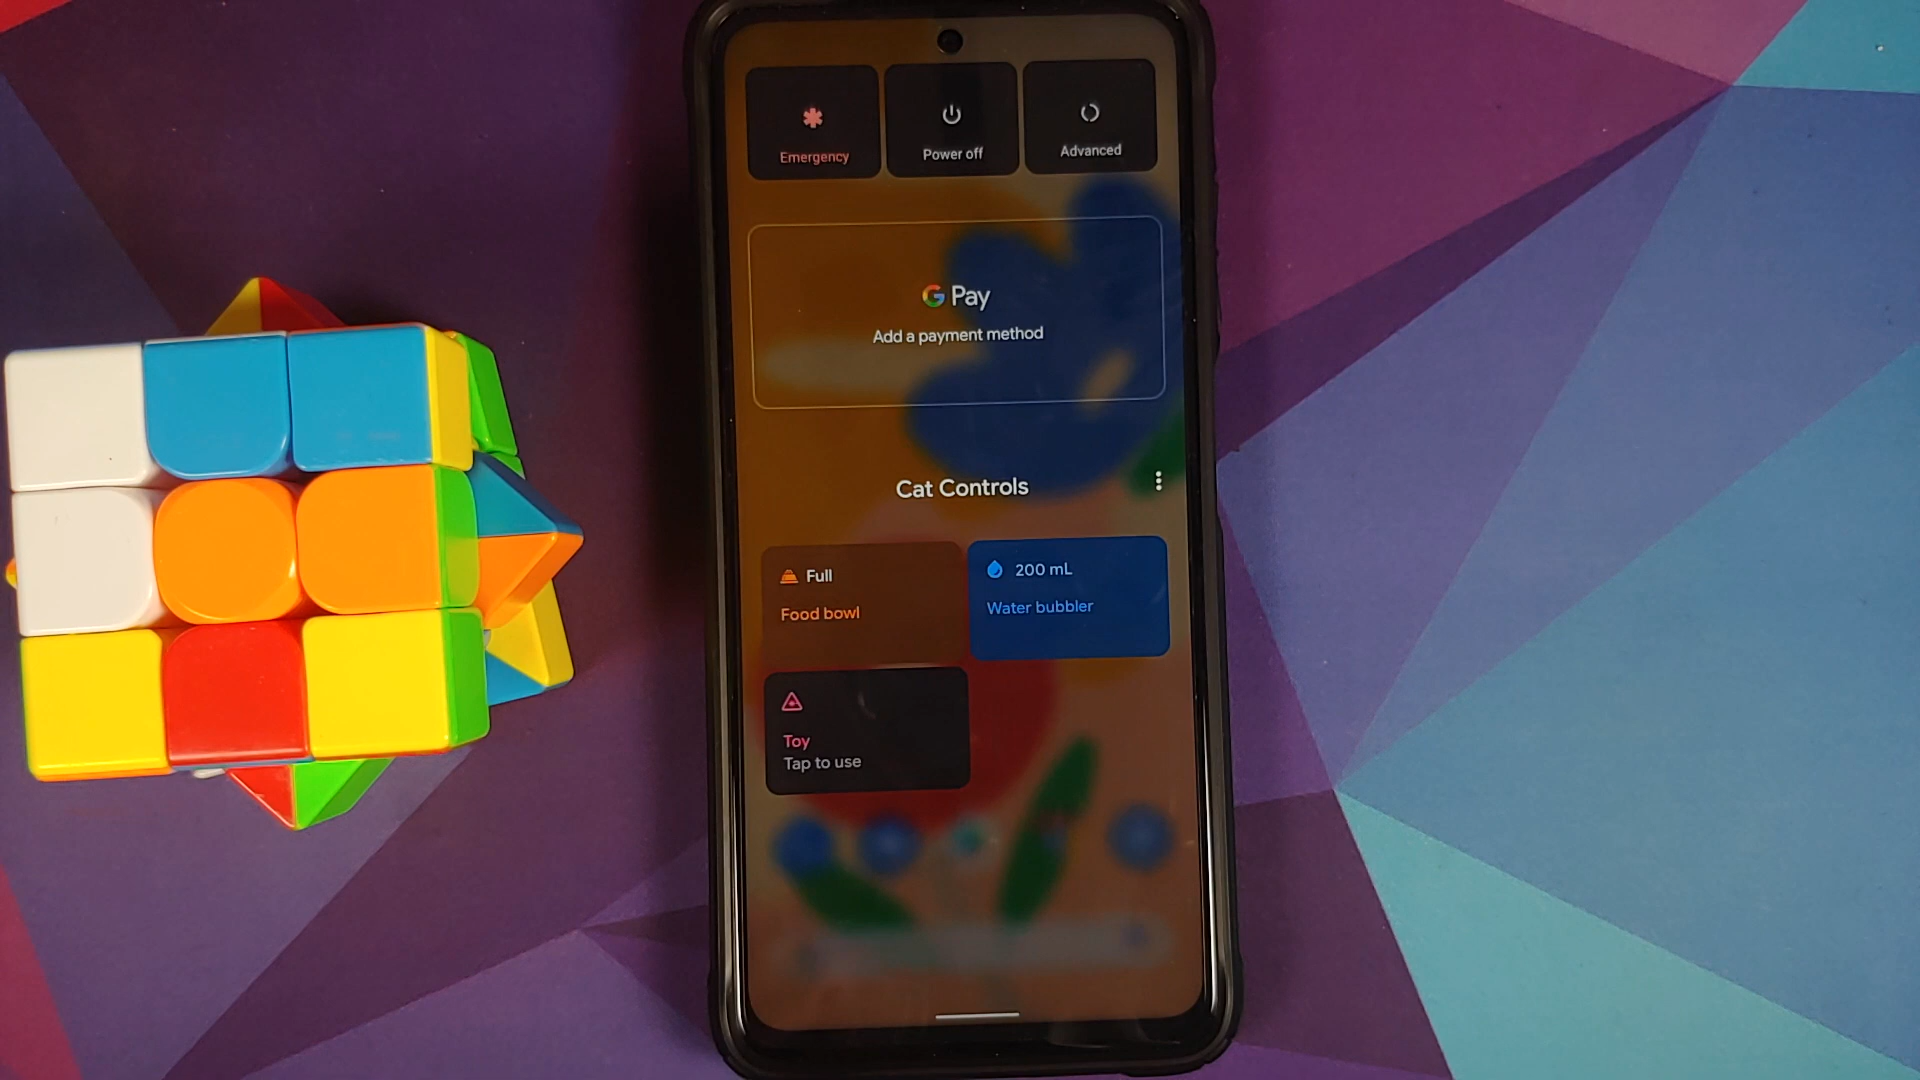 Emergency
Power off
Advanced
G Pay
Add a payment method
Cat Controls
Full
Food bowl
200 mL
Water bubbler
Toy
Tap to use